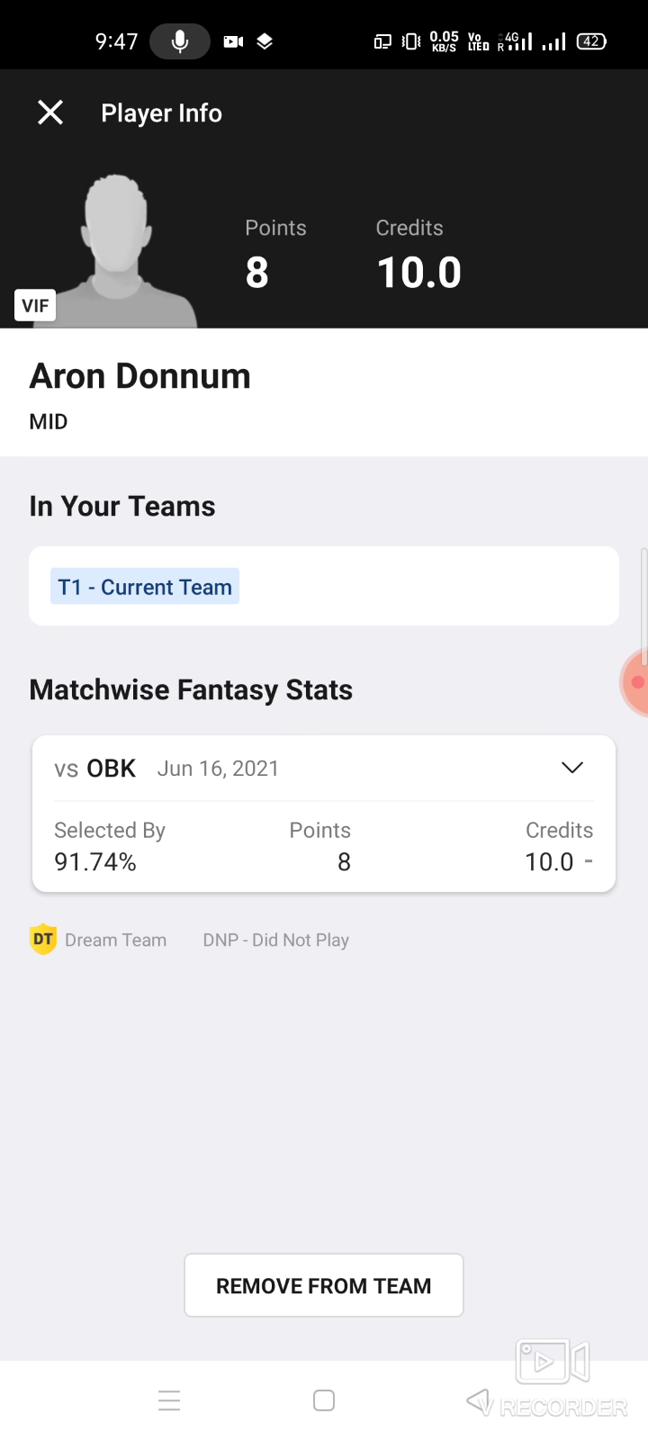 9:47 0.05 KB/S Vo LTED R 4G 42
Player Info
Points Credits
8 10.0
VIF
Aron Donnum
MID
In Your Teams
T1 - Current Team
Matchwise Fantasy Stats
vs OBK Jun 16, 2021
Selected By Points Credits
91.74% 8 10.0 -
DT Dream Team DNP - Did Not Play
REMOVE FROM TEAM
V RECORDER